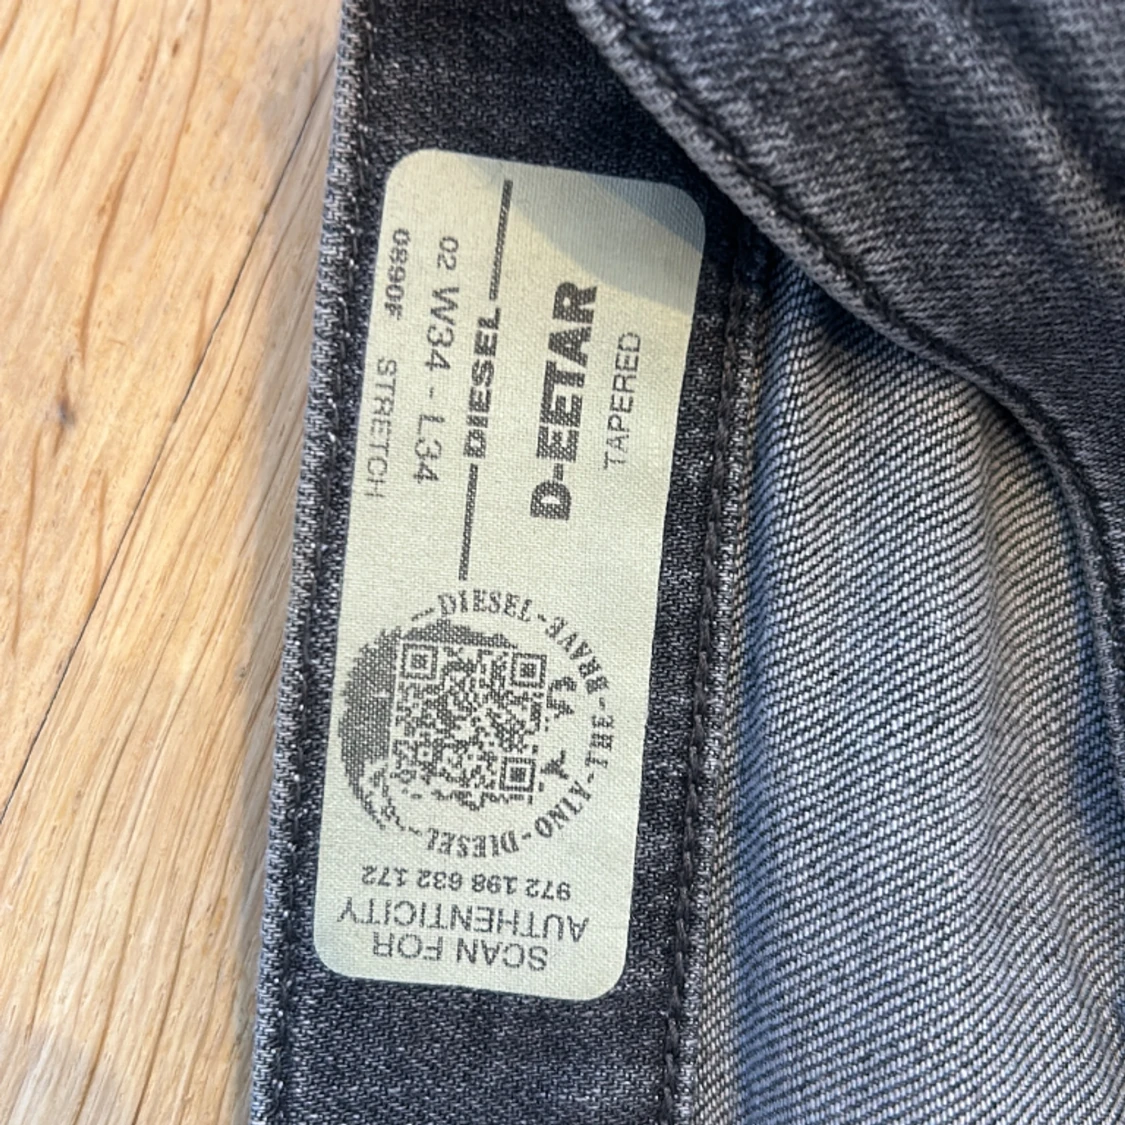 TAPERED
D-EETAR
DIESEL
02 W34 - L34
0890F STRETCH
DIESEL-BRAVE-THE-ONLY-DIESEL
972 198 632 172
SCAN FOR
AUTHENTICITY